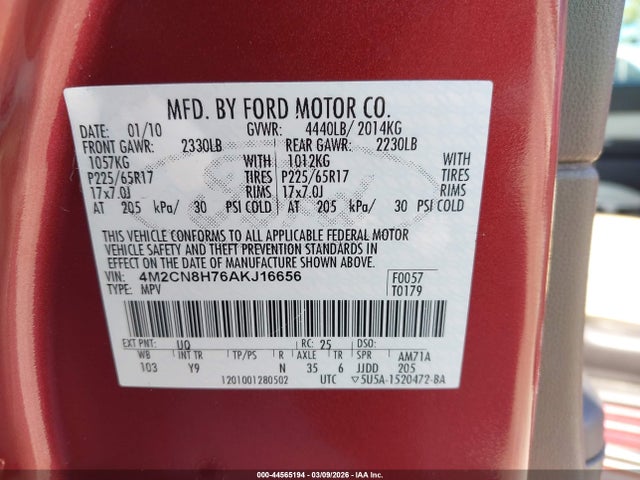 MFD. BY FORD MOTOR CO.
DATE: 01/10 GVWR: 4440LB/ 2014KG
FRONT GAWR: 2330LB REAR GAWR: 2230LB
1057KG WITH 1012KG WITH
P225/65R17 TIRES P225/65R17 TIRES
17x7.0J RIMS 17x7.0J RIMS
AT 205 kPa/ 30 PSI COLD AT 205 kPa/ 30 PSI COLD
THIS VEHICLE CONFORMS TO ALL APPLICABLE FEDERAL MOTOR
VEHICLE SAFETY AND THEFT PREVENTION STANDARDS IN
EFFECT ON THE DATE OF MANUFACTURE SHOWN ABOVE.
VIN: 4M2CN8H76AKJ16656 F0057
TYPE: MPV T0179
EXT PNT: UQ RC: 25 DSO:
WB INT TR TP/PS R AXLE TR SPR AM71A
103 Y9 N 35 6 JJDD 205
1201001280502 UTC ▽5U5A-1520472-BA
000-44565194 - 03/09/2026 - IAA, Inc.